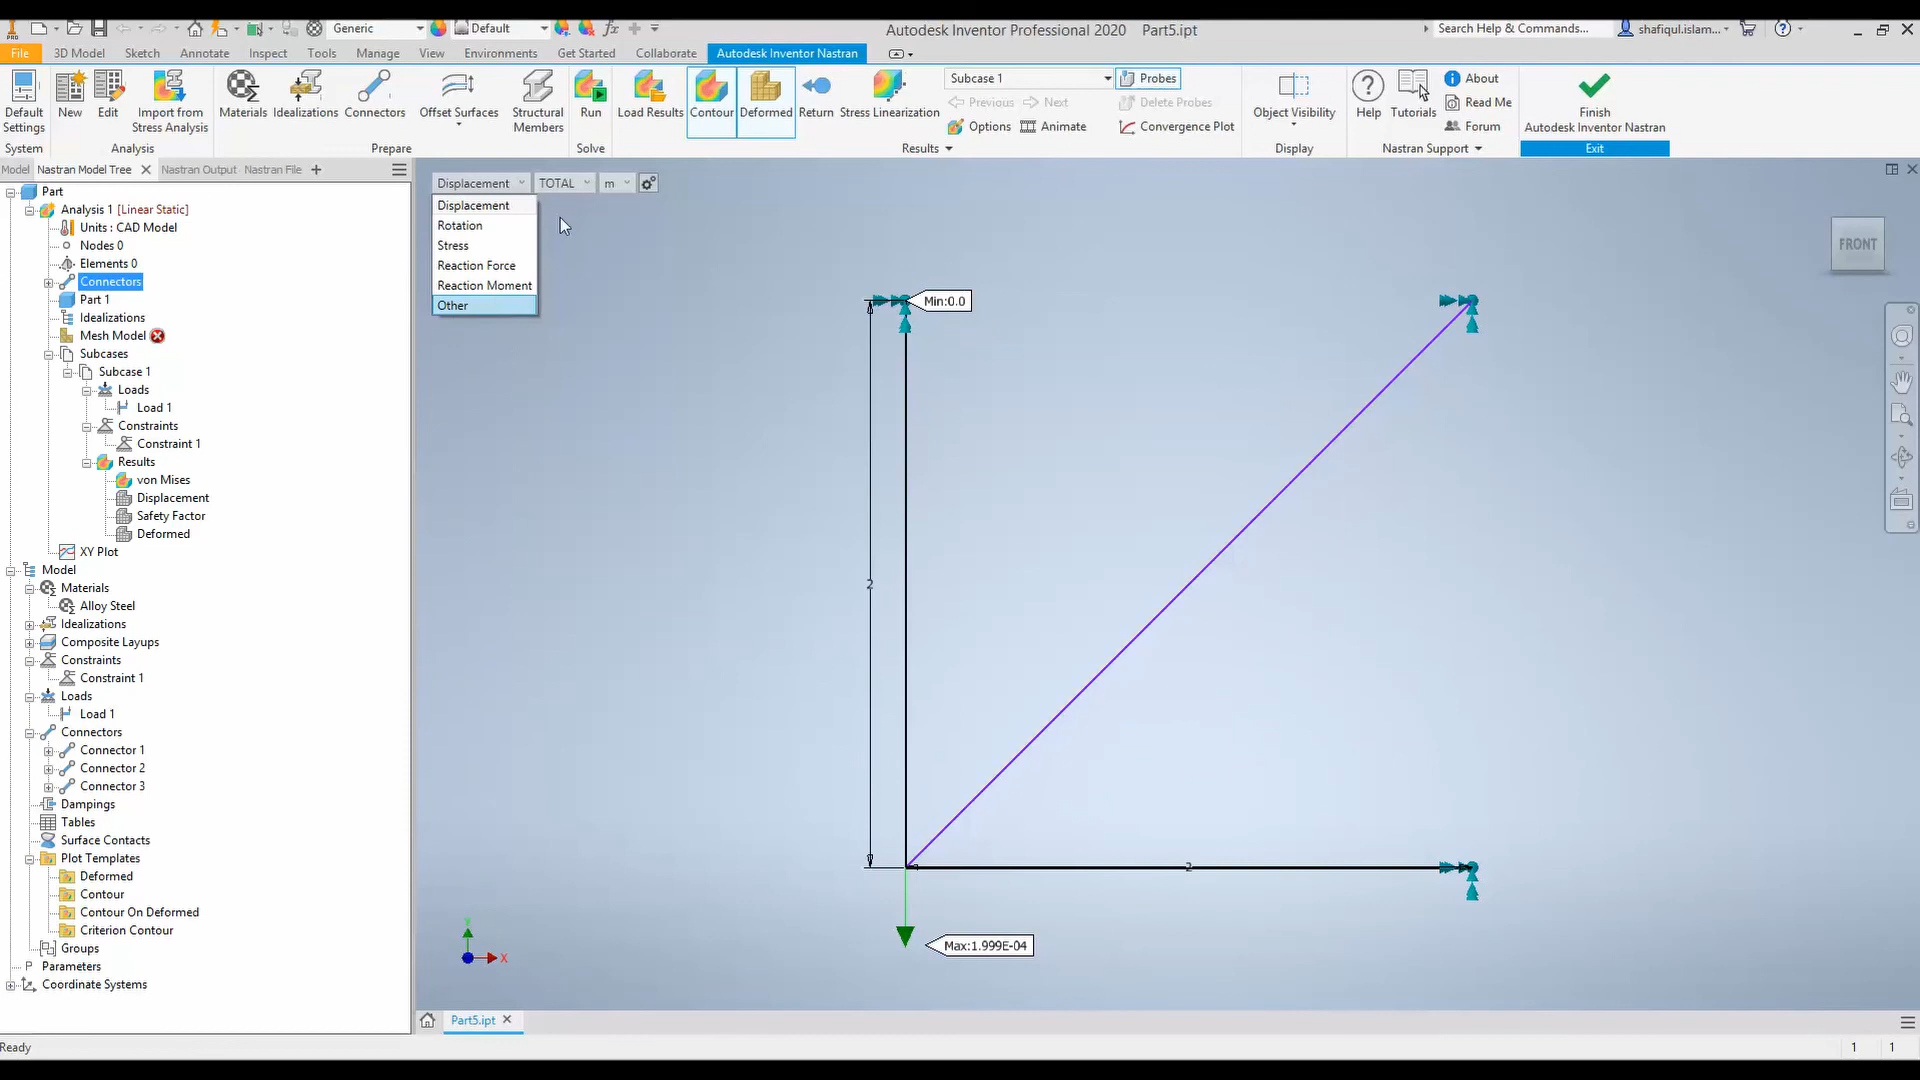 Generic
Default
Autodesk Inventor Professional 2020 Part5.ipt
Search Help & Commands...
shafiqul.islam...
File 3D Model Sketch Annotate Inspect Tools Manage View Environments Get Started Collaborate Autodesk Inventor Nastran
Default
Settings
New
Edit
Import from
Stress Analysis
Materials
Idealizations
Connectors
Offset Surfaces
Structural
Members
Run
Load Results
Contour
Deformed
Return
Stress Linearization
Subcase 1
Probes
Previous
Next
Delete Probes
Options
Animate
Convergence Plot
Object Visibility
Help
Tutorials
About
Read Me
Forum
Finish
Autodesk Inventor Nastran
System Analysis Prepare Solve Results Display Nastran Support Exit
Model Nastran Model Tree Nastran Output Nastran File
Part
Analysis 1 [Linear Static]
Units : CAD Model
Nodes 0
Elements 0
Connectors
Part 1
Idealizations
Mesh Model
Subcases
Subcase 1
Loads
Load 1
Constraints
Constraint 1
Results
von Mises
Displacement
Safety Factor
Deformed
XY Plot
Model
Materials
Alloy Steel
Idealizations
Composite Layups
Constraints
Constraint 1
Loads
Load 1
Connectors
Connector 1
Connector 2
Connector 3
Dampings
Tables
Surface Contacts
Plot Templates
Deformed
Contour
Contour On Deformed
Criterion Contour
Groups
Parameters
Coordinate Systems
Displacement TOTAL m
Displacement
Rotation
Stress
Reaction Force
Reaction Moment
Other
FRONT
Min:0.0
2
2
Max:1.999E-04
Y
X
Part5.ipt
Ready
1 1